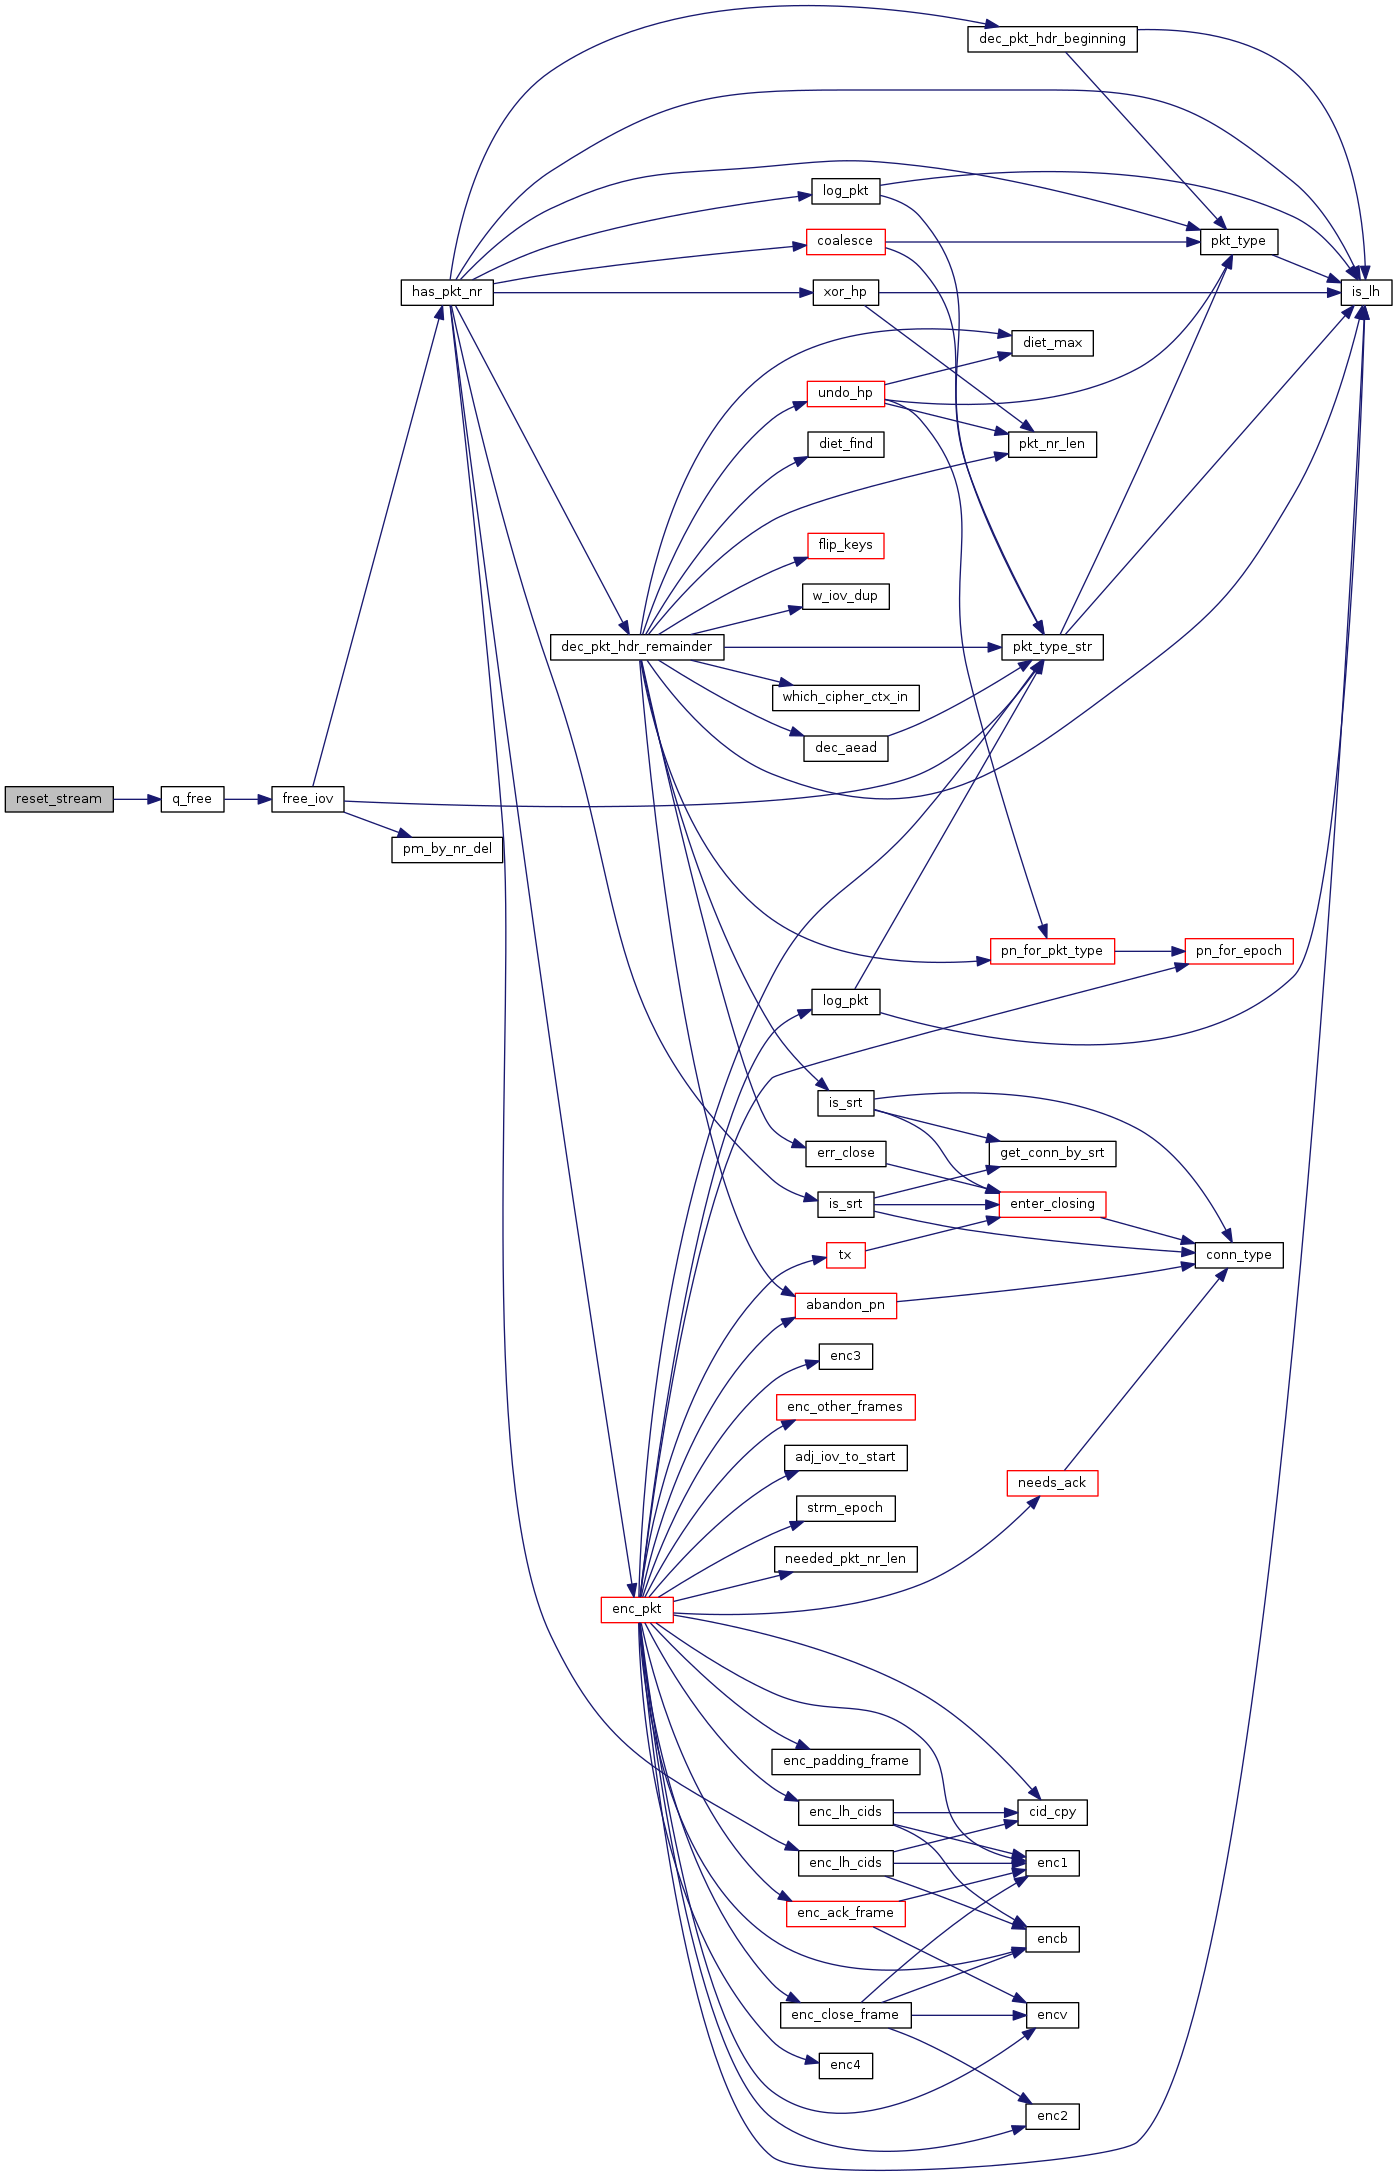 dec_pkt_hdr_beginning
log_pkt
coalesce
pkt_type
has_pkt_nr
xor_hp
is_lh
diet_max
undo_hp
diet_find
pkt_nr_len
flip_keys
w_iov_dup
dec_pkt_hdr_remainder
pkt_type_str
which_cipher_ctx_in
dec_aead
reset_stream
q_free
free_iov
pm_by_nr_del
pn_for_pkt_type
pn_for_epoch
log_pkt
is_srt
err_close
get_conn_by_srt
is_srt
enter_closing
tx
conn_type
abandon_pn
enc3
enc_other_frames
adj_iov_to_start
needs_ack
strm_epoch
needed_pkt_nr_len
enc_pkt
enc_padding_frame
enc_lh_cids
cid_cpy
enc_lh_cids
enc1
enc_ack_frame
encb
enc_close_frame
encv
enc4
enc2